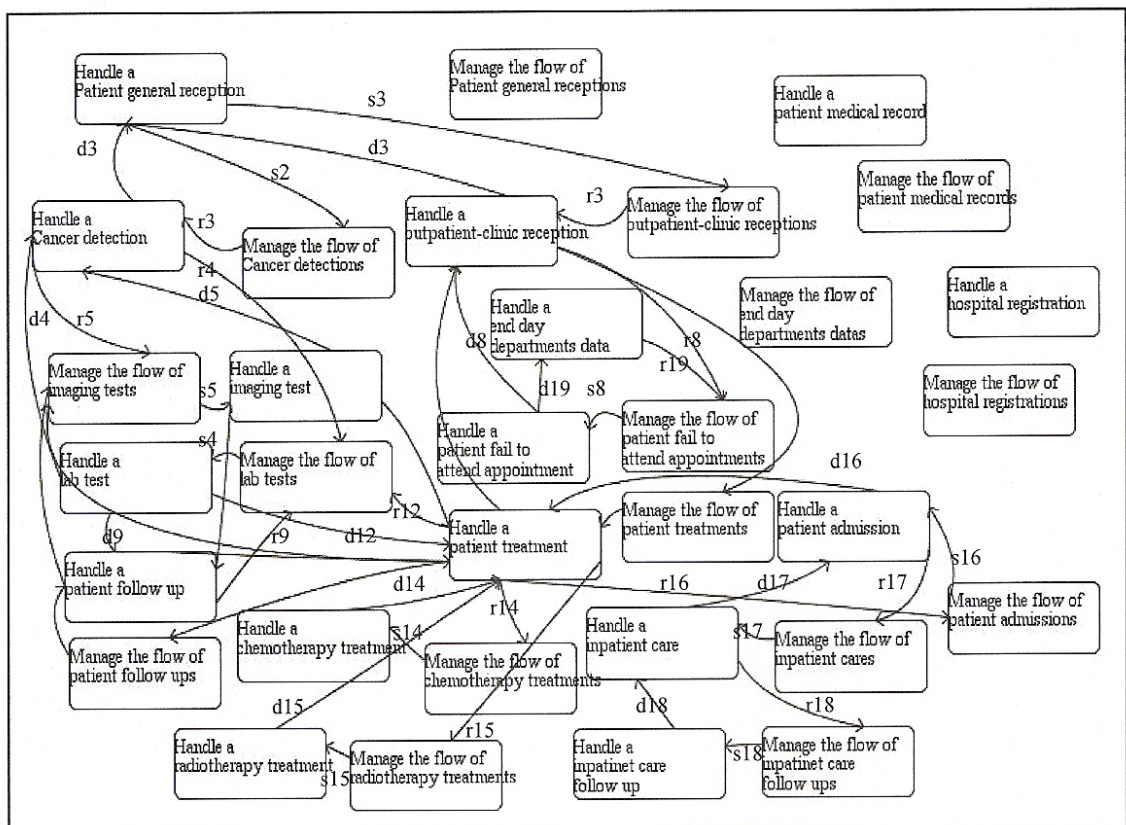 Handle a
Patient general reception
Manage the flow of
Patient general receptions
Handle a
patient medical record
s3
d3
d3
s2
Manage the flow of
patient medical records
Handle a
Cancer detection
r3
Manage the flow of
Cancer detections
Handle a
outpatient-clinic reception
r3
Manage the flow of
outpatient-clinic receptions
r4
d5
d4
r5
Handle a
end day
departments data
Manage the flow of
end day
departments datas
Handle a
hospital registration
d8
r8
r19
Manage the flow of
imaging tests
s5
Handle a
imaging test
d19
s8
Manage the flow of
hospital registrations
Handle a
patient fail to
attend appointment
Manage the flow of
patient fail to
attend appointments
Handle a
lab test
s4
Manage the flow of
lab tests
d16
r12
Handle a
patient treatment
Manage the flow of
patient treatments
Handle a
patient admission
d9
r9
d12
Handle a
patient follow up
d14
r14
r16
d17
r17
s16
Manage the flow of
patient admissions
Handle a
chemotherapy treatment
s14
Manage the flow of
chemotherapy treatments
Handle a
inpatient care
s17
Manage the flow of
inpatient cares
Manage the flow of
patient follow ups
d15
r15
d18
r18
Handle a
radiotherapy treatment
s15
Manage the flow of
radiotherapy treatments
Handle a
inpatinet care
follow up
s18
Manage the flow of
inpatinet care
follow ups